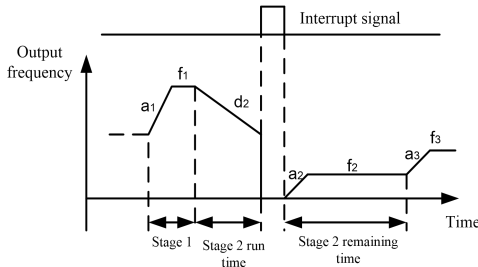 Interrupt signal
Output
frequency
a1
f1
d2
a2
f2
a3
f3
Time
Stage 1
Stage 2 run
time
Stage 2 remaining
time